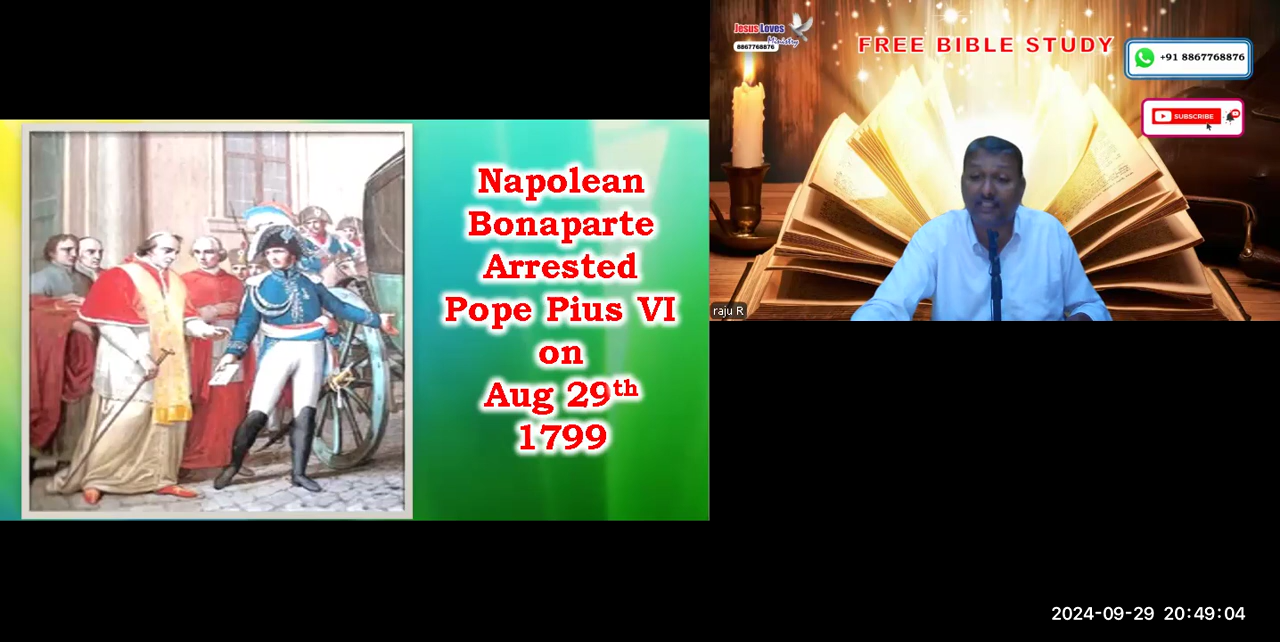 Napolean
Bonaparte
Arrested
Pope Pius VI
on
Aug 29th
1799
Jesus Loves
Ministry
8867768876
FREE BIBLE STUDY
+91 8867768876
SUBSCRIBE
raju R
2024-09-29 20:49:04